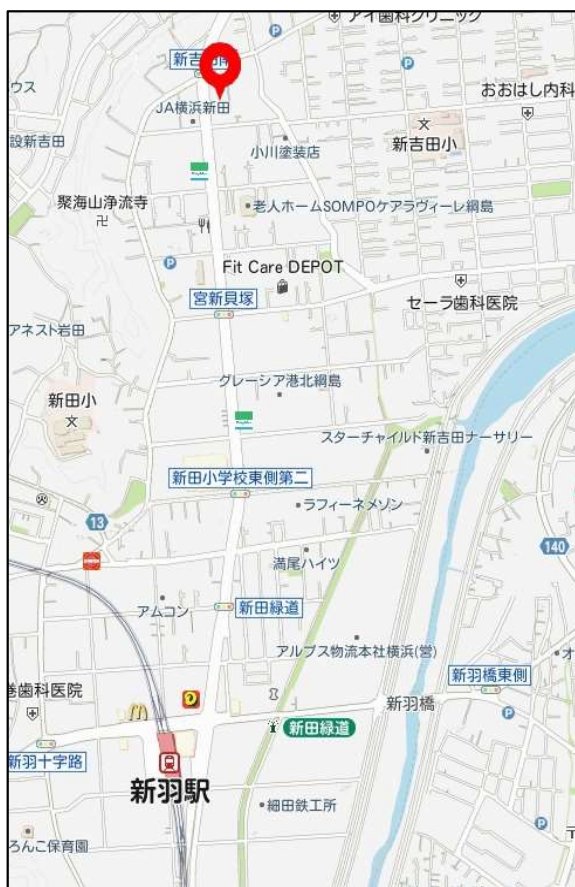 アイ歯科クリニック
新吉
南
ウス
JA横浜新田
おおはし内科
設新吉田
小川塗装店
新吉田小
聚海山浄流寺
老人ホームSOMPOケアラヴィーレ綱島
P
P
Fit Care DEPOT
宮新貝塚
セーラ歯科医院
アネスト岩田
グレーシア港北綱島
新田小
スターチャイルド新吉田ナーサリー
新田小学校東側第二
ラフィーネメゾン
13
140
満尾ハイツ
アムコン
新田緑道
アルプス物流本社横浜(営)
新羽橋東側
オ
巻歯科医院
新羽橋
P
新田緑道
新羽十字路
新羽駅
細田鉄工所
P
ろんこ保育園